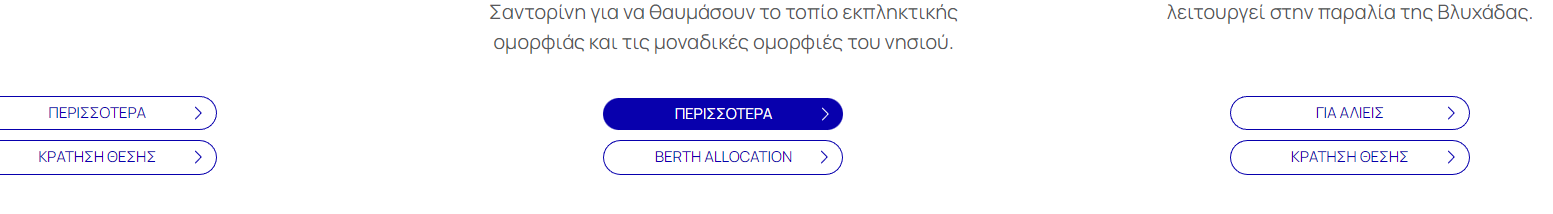 Σαντορίνη για να θαυμάσουν το τοπίο εκπληκτικής
ομορφιάς και τις μοναδικές ομορφιές του νησιού.
λειτουργεί στην παραλία της Βλυχάδας.
ΠΕΡΙΣΣΟΤΕΡΑ
ΚΡΑΤΗΣΗ ΘΕΣΗΣ
ΠΕΡΙΣΣΟΤΕΡΑ
BERTH ALLOCATION
ΓΙΑ ΑΛΙΕΙΣ
ΚΡΑΤΗΣΗ ΘΕΣΗΣ